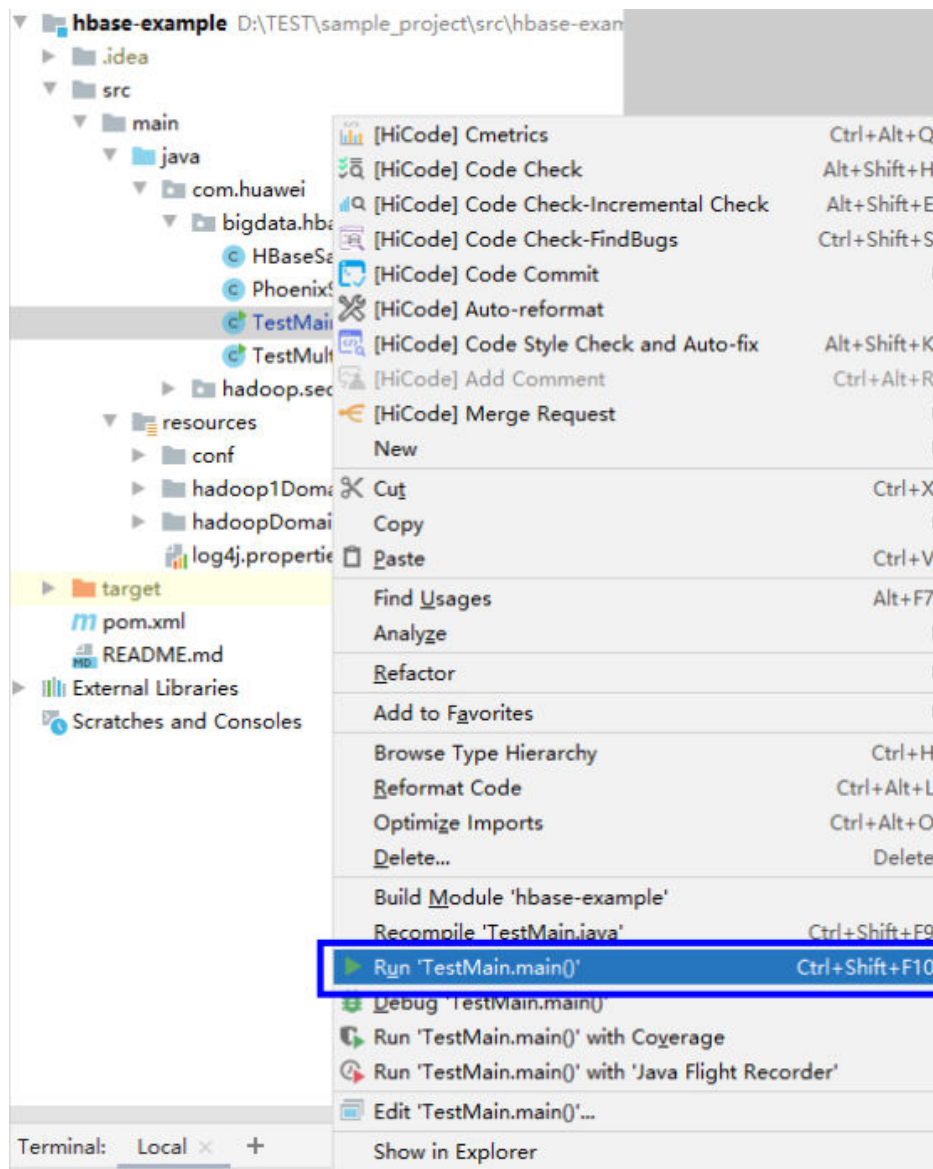 hbase-example D:\TEST\sample_project\src\hbase-exam
.idea
src
main
java
com.huawei
bigdata.hba
HBaseSa
PhoenixS
TestMain
TestMult
hadoop.sec
resources
conf
hadoop1Doma
hadoopDomai
log4j.propertie
target
pom.xml
README.md
External Libraries
Scratches and Consoles
[HiCode] Cmetrics Ctrl+Alt+Q
[HiCode] Code Check Alt+Shift+H
[HiCode] Code Check-Incremental Check Alt+Shift+E
[HiCode] Code Check-FindBugs Ctrl+Shift+S
[HiCode] Code Commit
[HiCode] Auto-reformat
[HiCode] Code Style Check and Auto-fix Alt+Shift+K
[HiCode] Add Comment Ctrl+Alt+R
[HiCode] Merge Request
New
Cut Ctrl+X
Copy
Paste Ctrl+V
Find Usages Alt+F7
Analyze
Refactor
Add to Favorites
Browse Type Hierarchy Ctrl+H
Reformat Code Ctrl+Alt+L
Optimize Imports Ctrl+Alt+O
Delete... Delete
Build Module 'hbase-example'
Recompile 'TestMain.java' Ctrl+Shift+F9
Run 'TestMain.main()' Ctrl+Shift+F10
Debug 'TestMain.main()'
Run 'TestMain.main()' with Coverage
Run 'TestMain.main()' with 'Java Flight Recorder'
Edit 'TestMain.main()'...
Show in Explorer
Terminal: Local × +